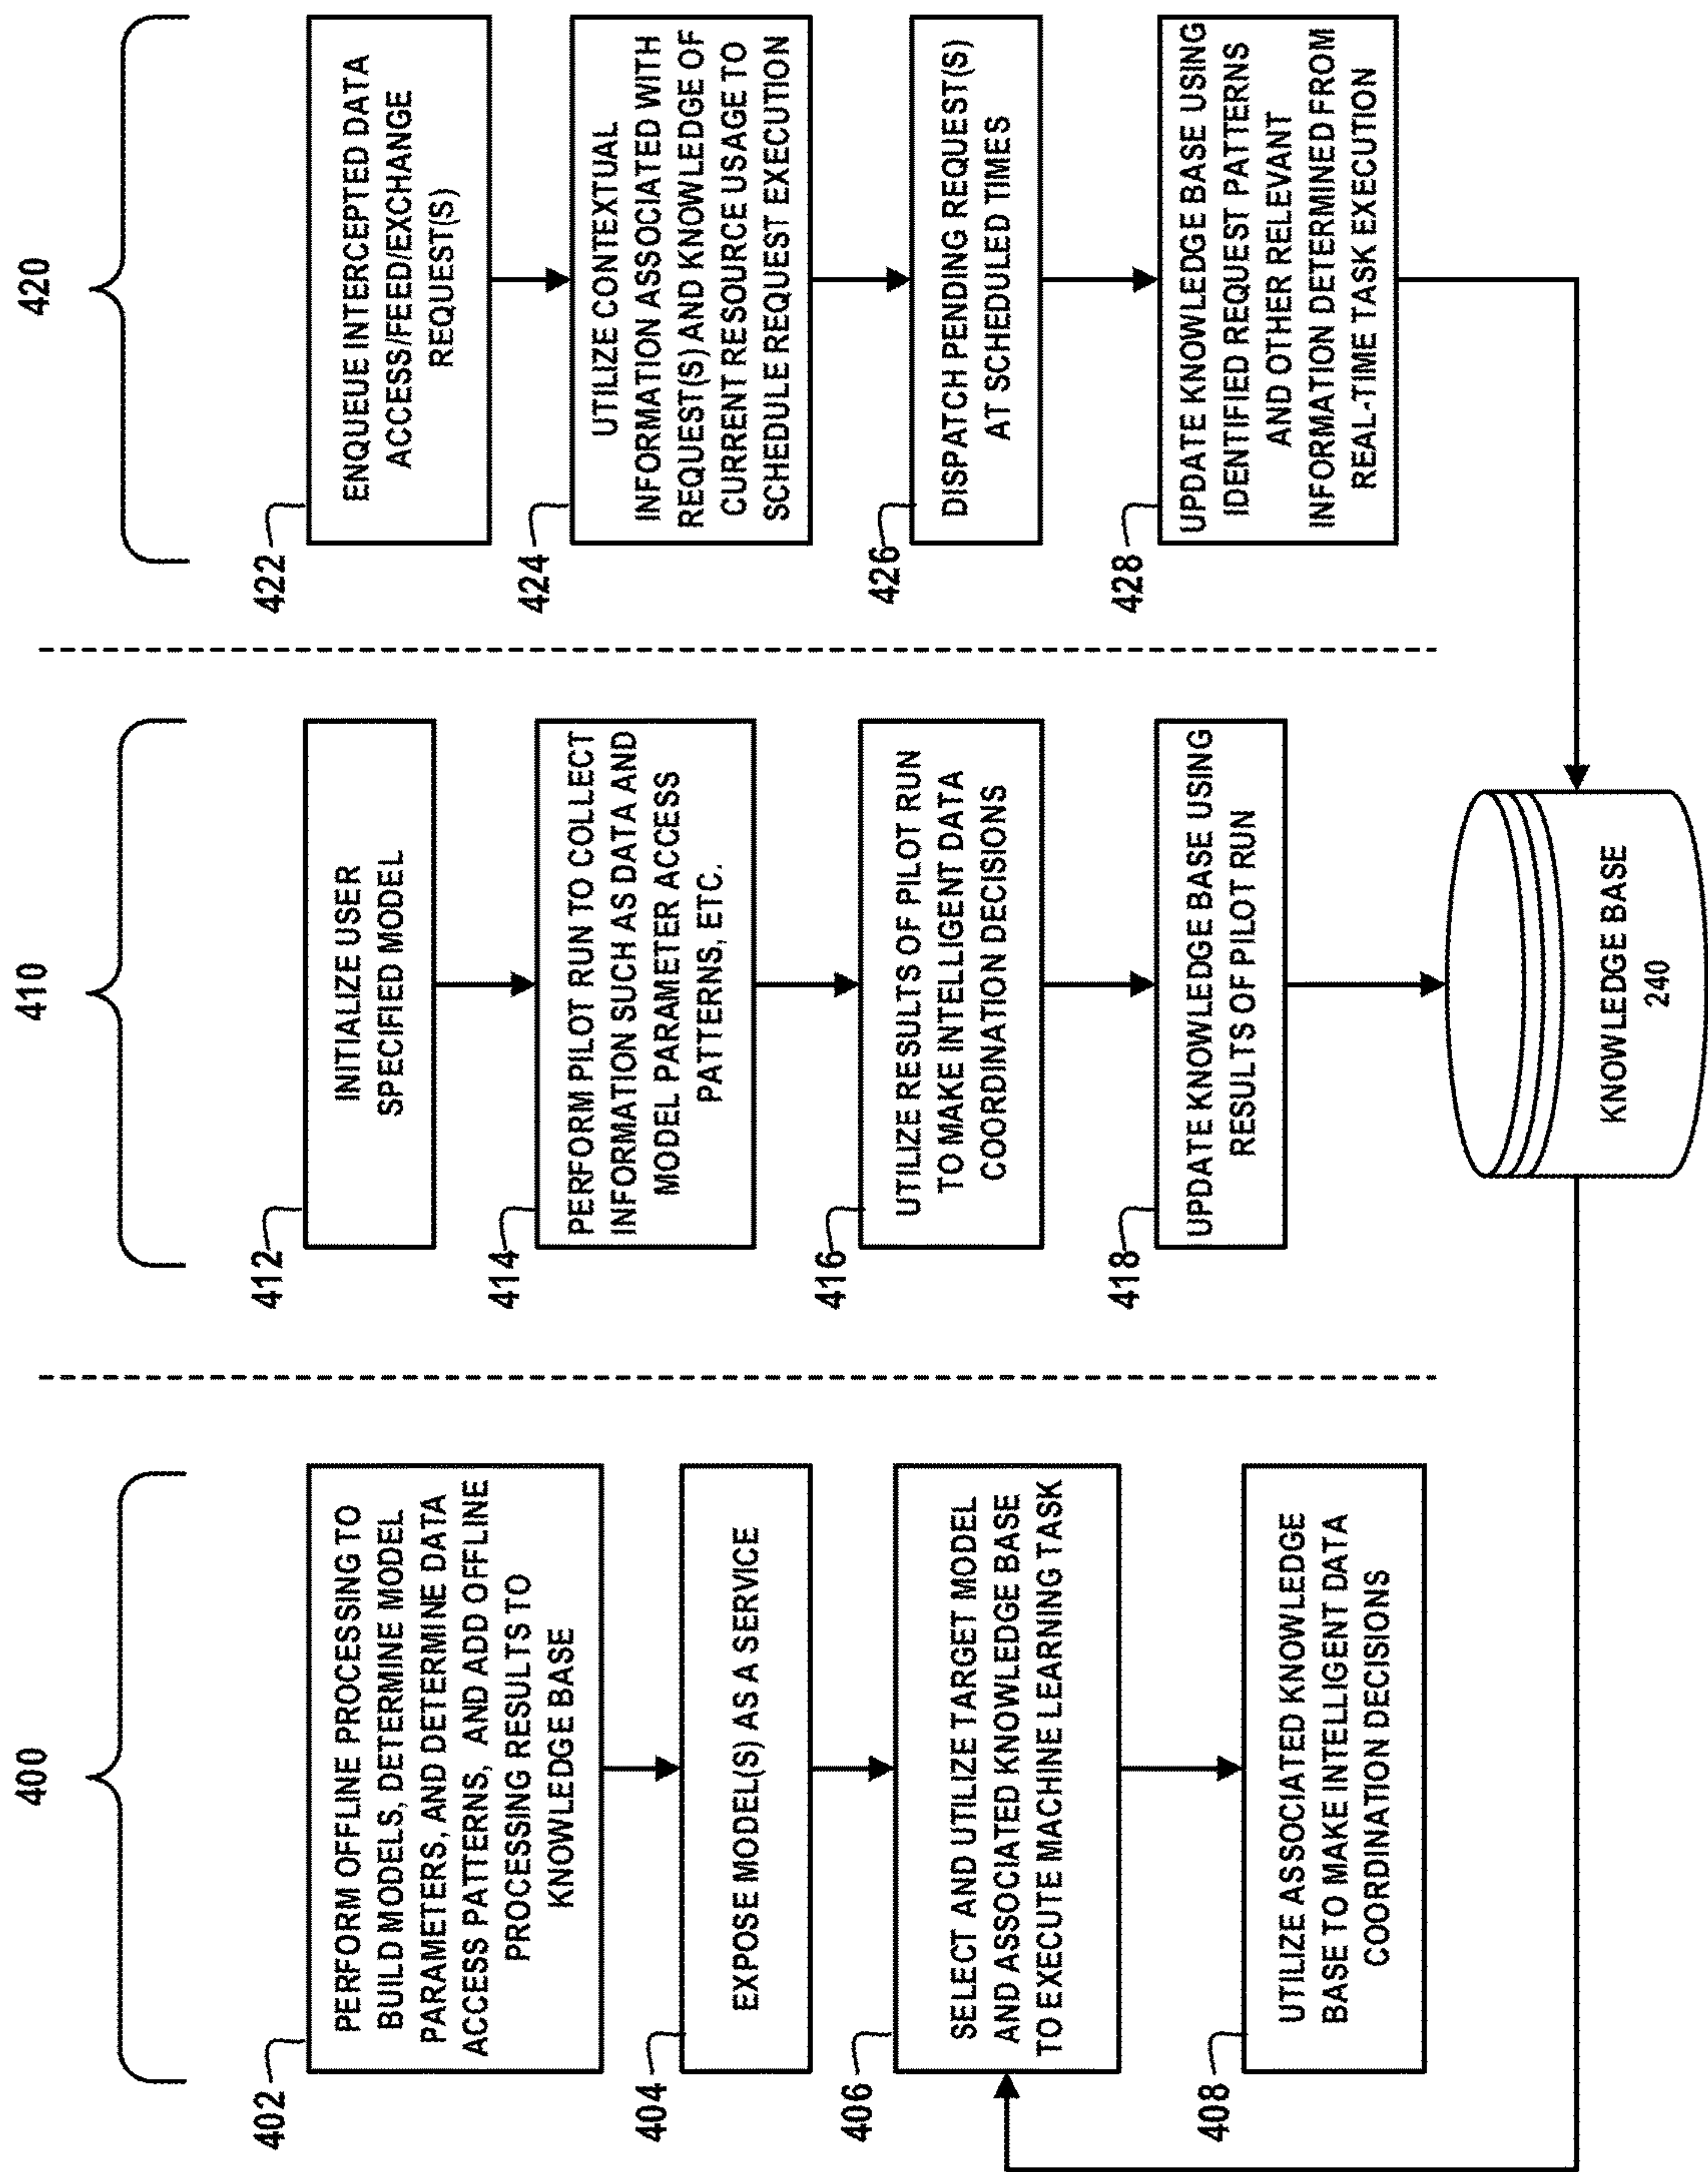 400
402
PERFORM OFFLINE PROCESSING TO
BUILD MODELS, DETERMINE MODEL
PARAMETERS, AND DETERMINE DATA
ACCESS PATTERNS, AND ADD OFFLINE
PROCESSING RESULTS TO
KNOWLEDGE BASE
404
EXPOSE MODEL(S) AS A SERVICE
406
SELECT AND UTILIZE TARGET MODEL
AND ASSOCIATED KNOWLEDGE BASE
TO EXECUTE MACHINE LEARNING TASK
408
UTILIZE ASSOCIATED KNOWLEDGE
BASE TO MAKE INTELLIGENT DATA
COORDINATION DECISIONS
410
412
INITIALIZE USER
SPECIFIED MODEL
414
PERFORM PILOT RUN TO COLLECT
INFORMATION SUCH AS DATA AND
MODEL PARAMETER ACCESS
PATTERNS, ETC.
416
UTILIZE RESULTS OF PILOT RUN
TO MAKE INTELLIGENT DATA
COORDINATION DECISIONS
418
UPDATE KNOWLEDGE BASE USING
RESULTS OF PILOT RUN
420
422
ENQUEUE INTERCEPTED DATA
ACCESS/FEED/EXCHANGE
REQUEST(S)
424
UTILIZE CONTEXTUAL
INFORMATION ASSOCIATED WITH
REQUEST(S) AND KNOWLEDGE OF
CURRENT RESOURCE USAGE TO
SCHEDULE REQUEST EXECUTION
426
DISPATCH PENDING REQUEST(S)
AT SCHEDULED TIMES
428
UPDATE KNOWLEDGE BASE USING
IDENTIFIED REQUEST PATTERNS
AND OTHER RELEVANT
INFORMATION DETERMINED FROM
REAL-TIME TASK EXECUTION
KNOWLEDGE BASE
240